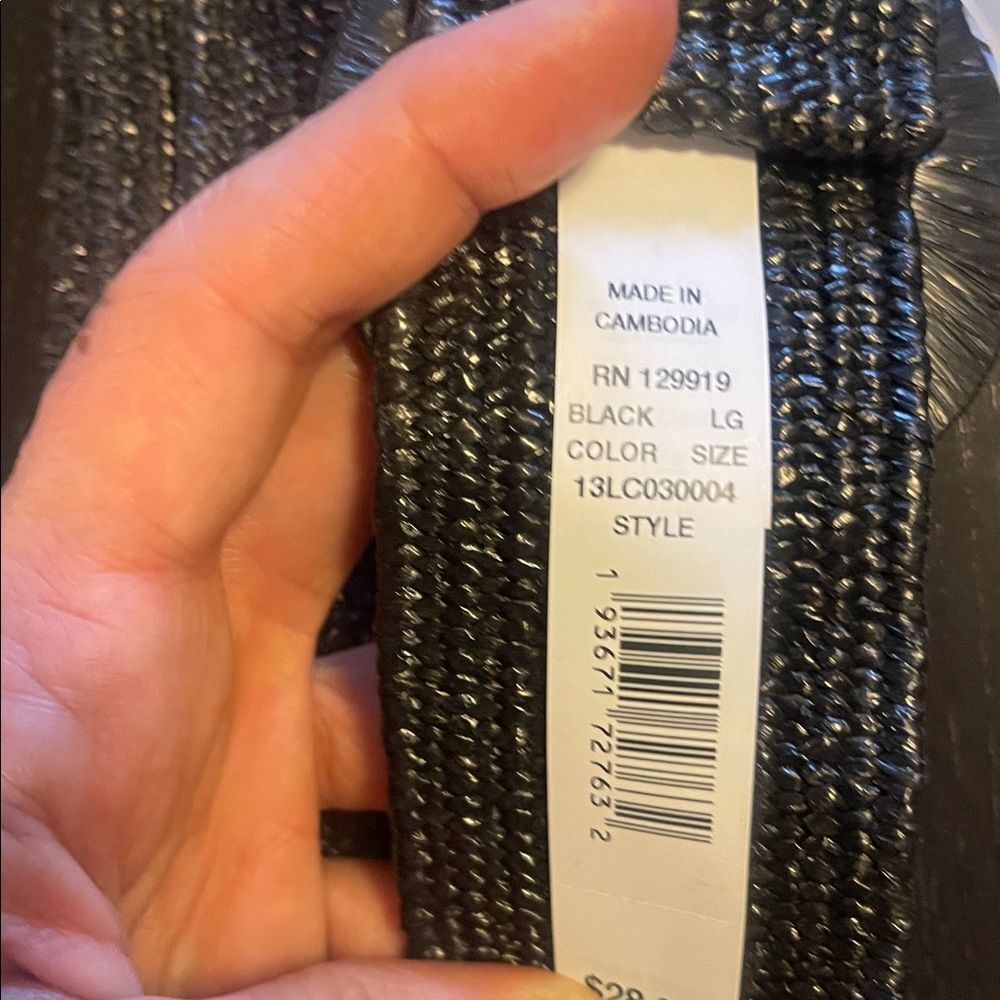 MADE IN
CAMBODIA
RN 129919
BLACK LG
COLOR SIZE
13LC030004
STYLE
1 93671 72763 2